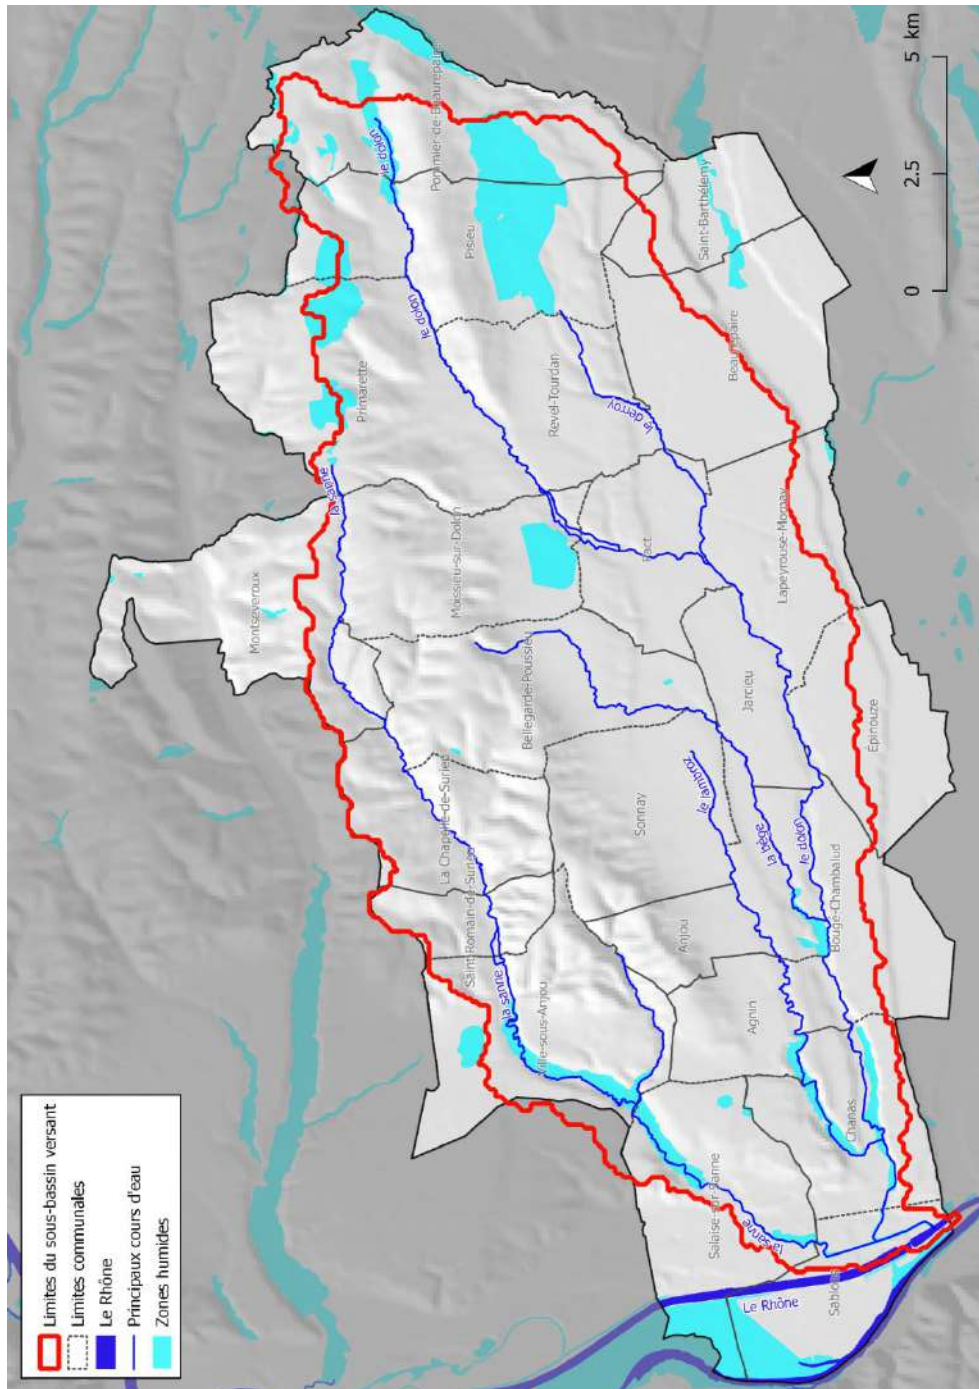 Limites du sous-bassin versant
Limites communales
Le Rhône
Principaux cours d'eau
Zones humides
Montseveroux
Primarette
la sanne
le dolon
Pommier-de-Beaurepaire
Pisieu
le dolon
Moissieu-sur-Dolon
Revel-Tourdan
le derroy
Saint-Barthélemy
Beaurepaire
Pact
Lapeyrouse-Mornay
La Chapelle-de-Surieu
Bellegarde-Poussieu
Saint-Romain-de-Surieu
Sonnay
le lambroz
Jarcieu
la bège
le dolon
Epinouze
la sanne
Ville-sous-Anjou
Anjou
Agnin
Bougé-Chambalud
Chanas
Salaise-sur-Sanne
la sanne
Le Rhône
Sablons
0 2.5 5 km